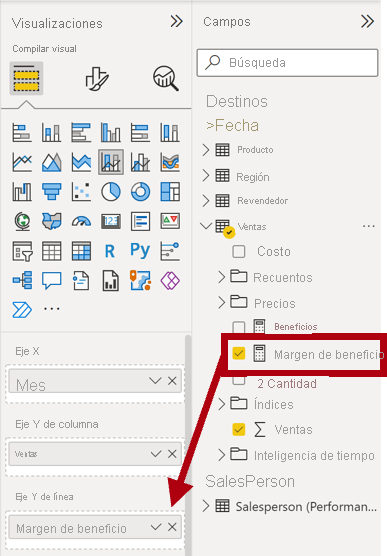 Visualizaciones
Compilar visual
123
R
Py
Eje X
Mes
Eje Y de columna
Ventas
Eje Y de línea
Margen de beneficio
Campos
Búsqueda
Destinos
>Fecha
Producto
Región
Revendedor
Ventas
Costo
Recuentos
Precios
Beneficios
Margen de beneficio
2 Cantidad
Índices
Ventas
Inteligencia de tiempo
SalesPerson
Salesperson (Performan...